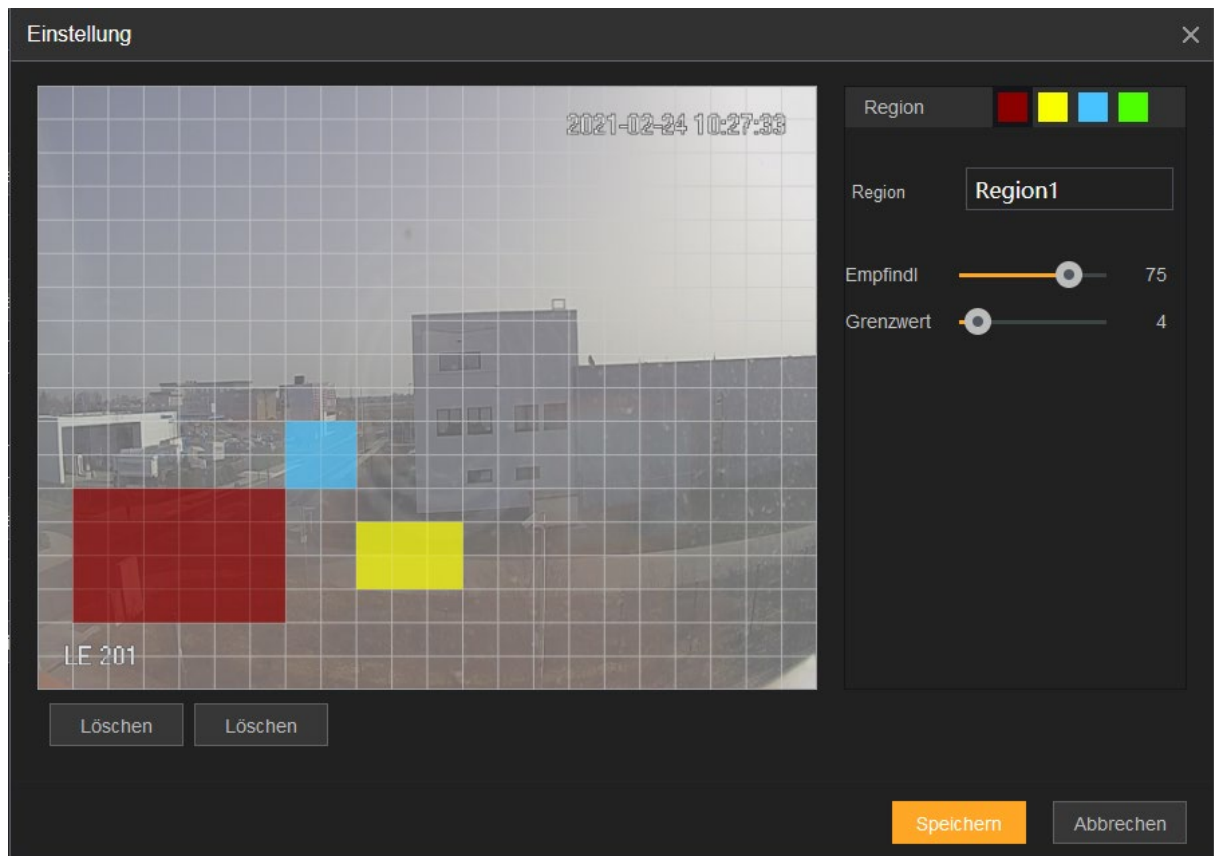 Einstellung
2021-02-24 10:27:33
LE 201
Region
Region
Region1
Empfindl
75
Grenzwert
4
Löschen
Löschen
Speichern
Abbrechen